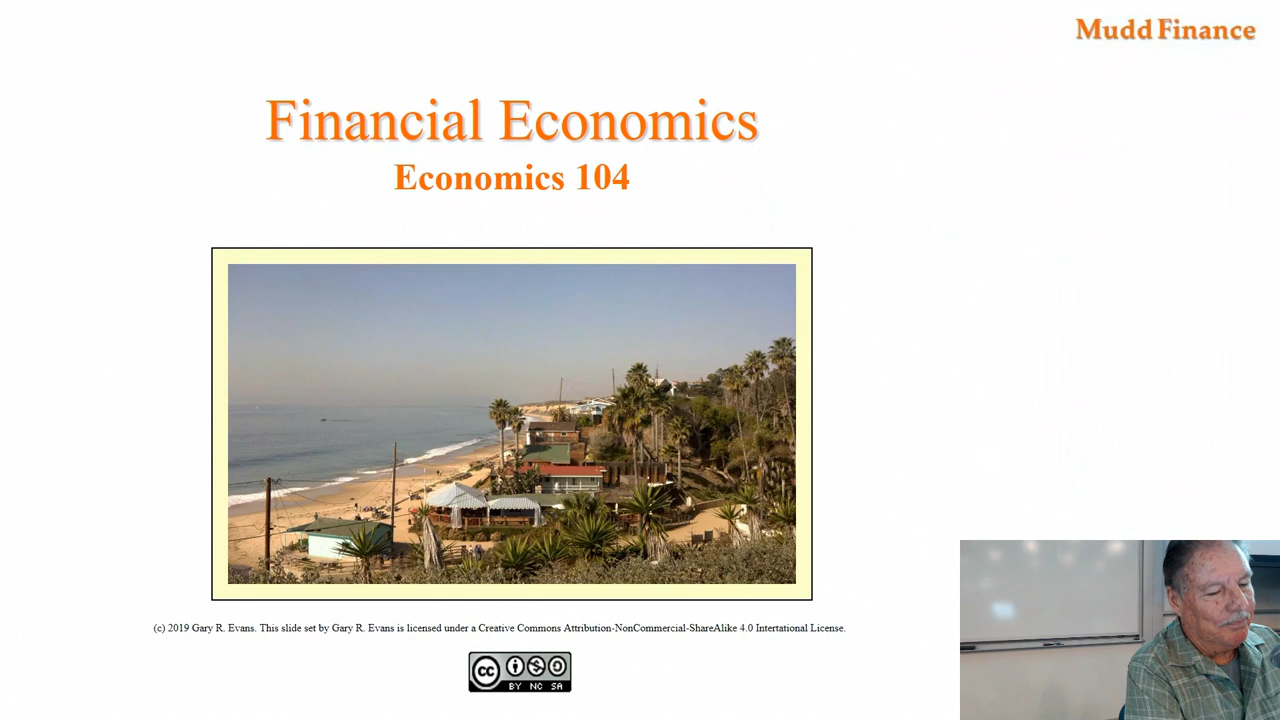 Mudd Finance
Financial Economics
Economics 104
(c) 2019 Gary R. Evans. This slide set by Gary R. Evans is licensed under a Creative Commons Attribution-NonCommercial-ShareAlike 4.0 Intertational License.
cc
BY NC SA